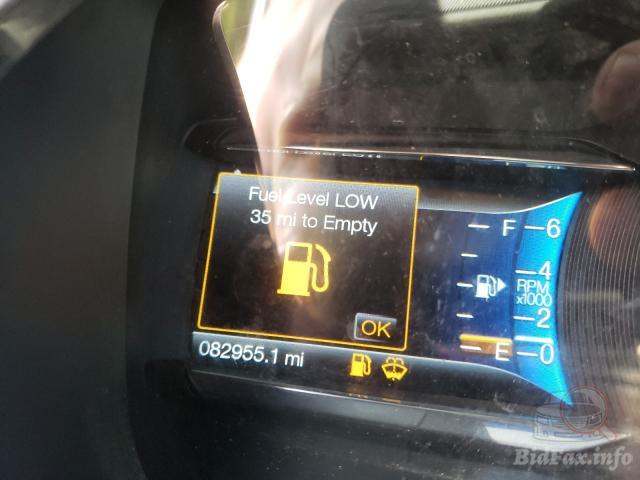 Fuel Level LOW
35 mi to Empty
OK
082955.1 mi
F
E
6
4
RPM
x1000
2
0
BidFax.info